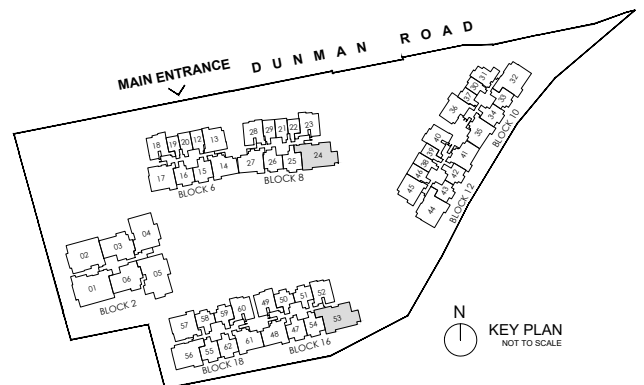 DUNMAN ROAD
MAIN ENTRANCE
18 19 20 12 13
17 16 15 14
BLOCK 6
28 29 21 22 23
27 26 25 24
BLOCK 8
37 30 31 32
36 35 34 33
BLOCK 10
40
39
38
46
45
41
42
43
44
BLOCK 12
02 03 04
01 06 05
BLOCK 2
57 58 59 60
56 55 62 61
BLOCK 18
49 50 51 52
48 47 54 53
BLOCK 16
N
KEY PLAN
NOT TO SCALE